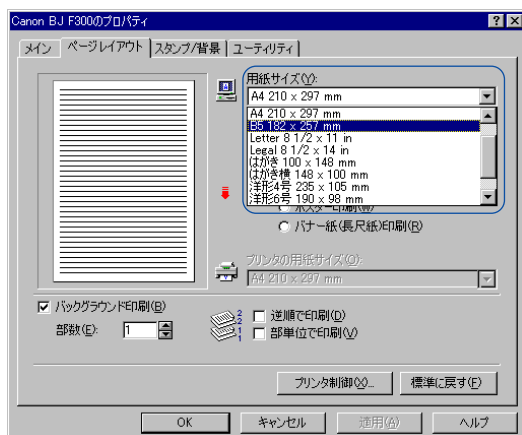 Canon BJ F300のプロパティ
メイン ページレイアウト スタンプ/背景 ユーティリティ
用紙サイズ(Y):
A4 210 x 297 mm
A4 210 x 297 mm
B5 182 x 257 mm
Letter 8 1/2 x 11 in
Legal 8 1/2 x 14 in
はがき 100 x 148 mm
はがき横 148 x 100 mm
洋形4号 235 x 105 mm
洋形6号 190 x 98 mm
バナー紙(長尺紙)印刷(R)
プリンタの用紙サイズ(Q):
A4 210 x 297 mm
バックグラウンド印刷(B)
部数(E): 1
2 2 1 1
逆順で印刷(D)
部単位で印刷(V)
プリンタ制御(X)... 標準に戻す(F)
OK キャンセル 適用(A) ヘルプ